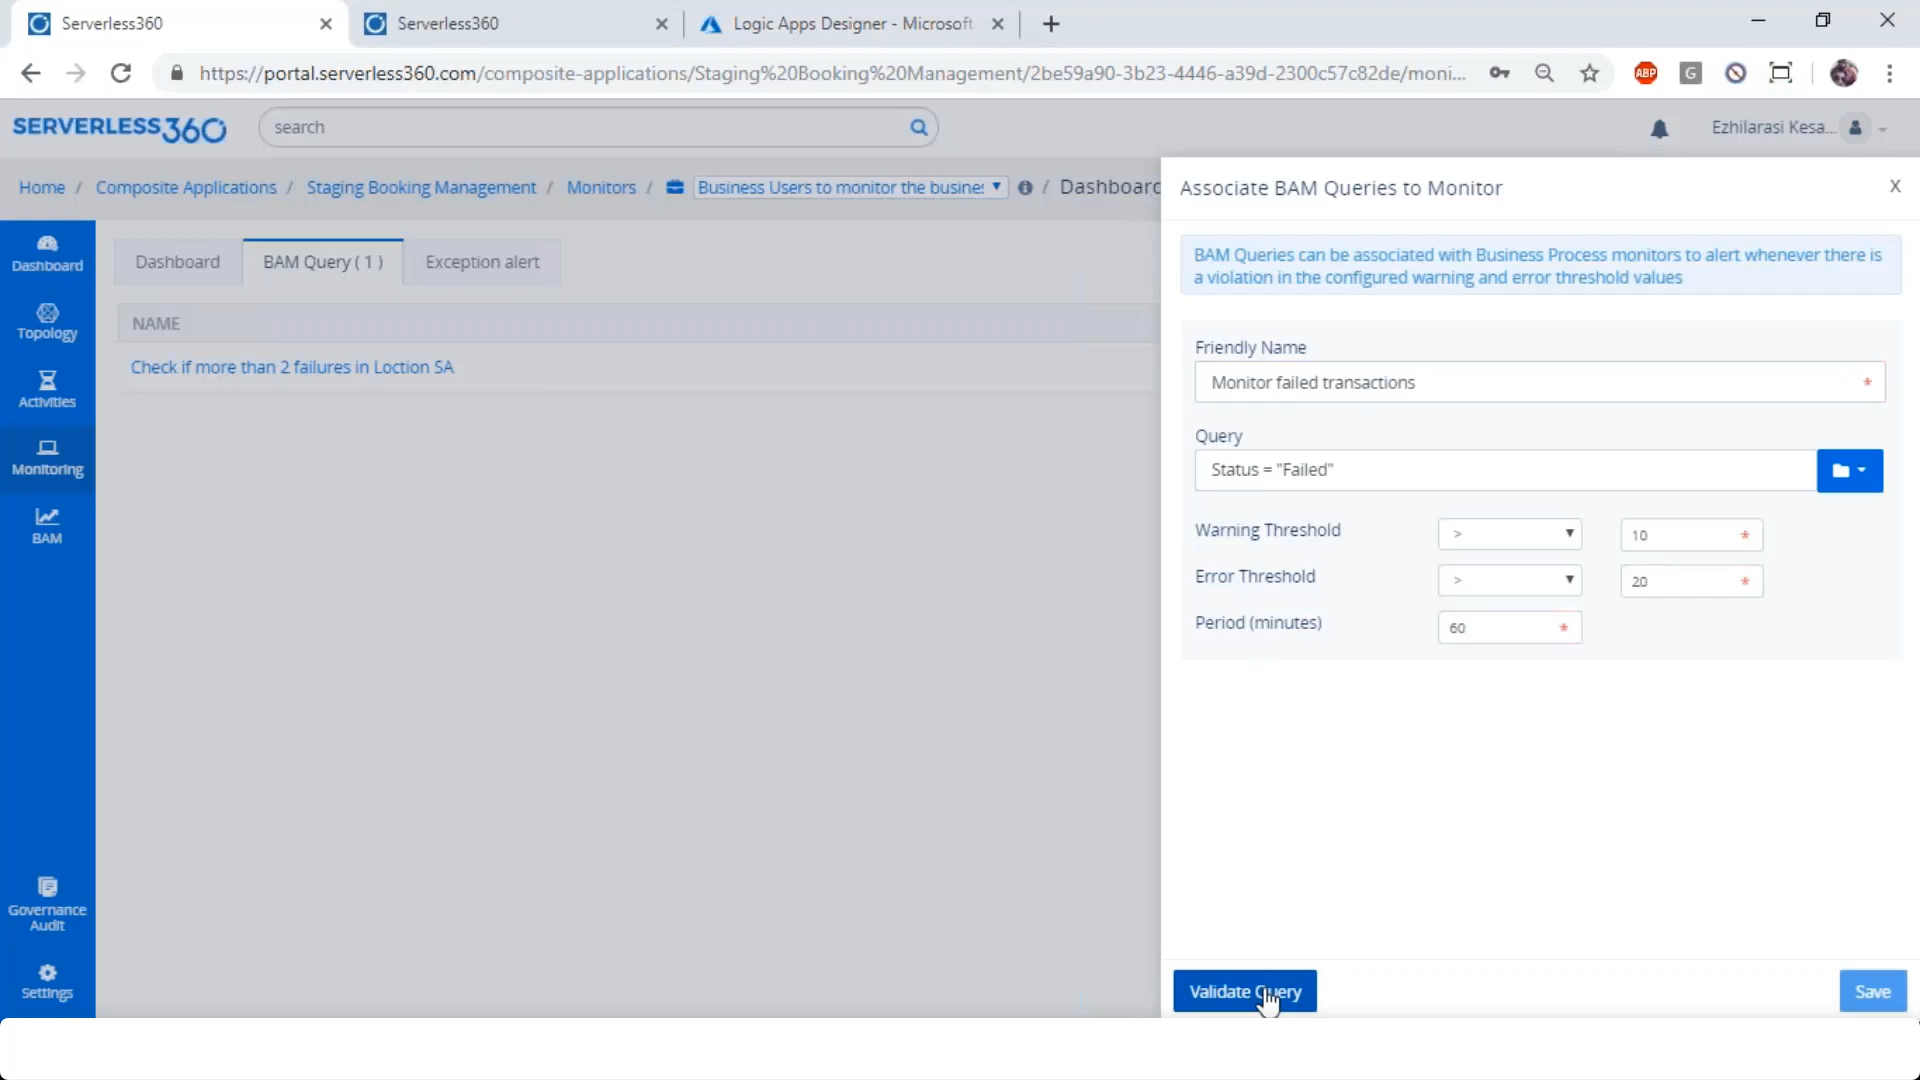 Serverless360
Serverless360
Logic Apps Designer - Microsoft
https://portal.serverless360.com/composite-applications/Staging%20Booking%20Management/2be59a90-3b23-4446-a39d-2300c57c82de/moni...
ABP
G
SERVERLESS360
search
Ezhilarasi Kesa...
Home / Composite Applications / Staging Booking Management / Monitors / Business Users to monitor the busines / Dashboard
Dashboard
Topology
Activities
Monitoring
BAM
Governance
Audit
Settings
Dashboard
BAM Query ( 1 )
Exception alert
NAME
Check if more than 2 failures in Loction SA
Associate BAM Queries to Monitor
X
BAM Queries can be associated with Business Process monitors to alert whenever there is
a violation in the configured warning and error threshold values
Friendly Name
Monitor failed transactions *
Query
Status = "Failed"
Warning Threshold > 10 *
Error Threshold > 20 *
Period (minutes) 60 *
Validate Query
Save